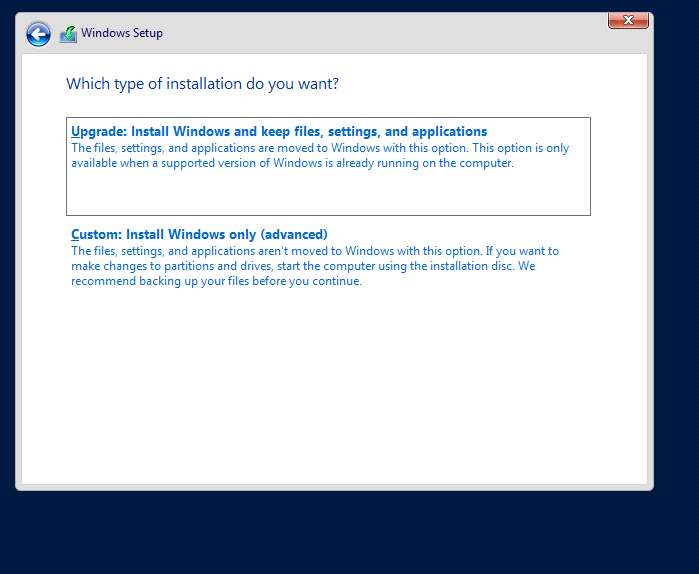 Windows Setup
Which type of installation do you want?
Upgrade: Install Windows and keep files, settings, and applications
The files, settings, and applications are moved to Windows with this option. This option is only
available when a supported version of Windows is already running on the computer.
Custom: Install Windows only (advanced)
The files, settings, and applications aren't moved to Windows with this option. If you want to
make changes to partitions and drives, start the computer using the installation disc. We
recommend backing up your files before you continue.